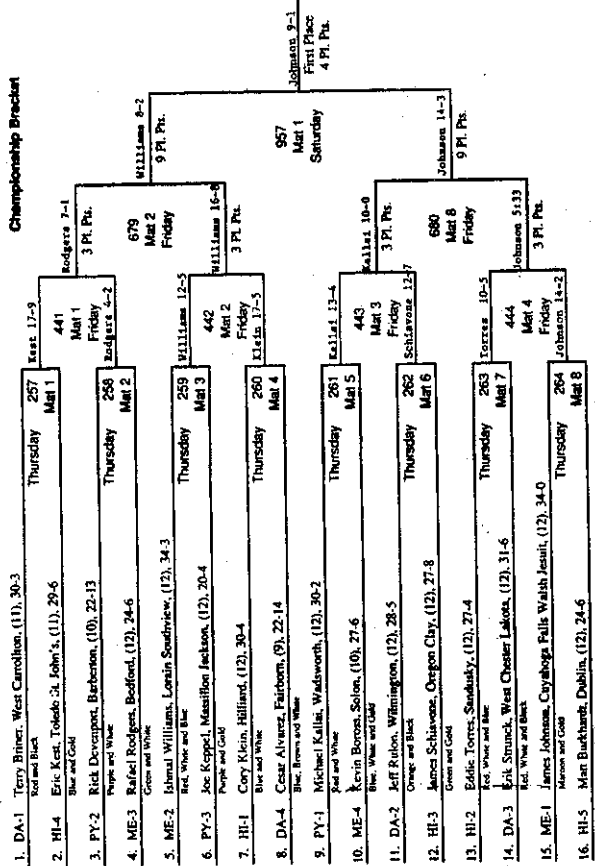 Championship Bracket
1. DA-1 Terry Briner, West Carrollton, (11), 30-3
Red and Black
Thursday 257
Mat 1
2. HI-4 Eric Kest, Toledo St. John's, (11), 29-6
Blue and Gold
3. PY-2 Rick Devenport, Barberton, (10), 22-13
Purple and White
Thursday 258
Mat 2
4. ME-3 Rafael Rodgers, Bedford, (12), 24-6
Green and White
5. ME-2 Ishmal Williams, Lorain Southview, (12), 34-3
Red, White and Blue
Thursday 259
Mat 3
6. PY-3 Joe Keppel, Massillon Jackson, (12), 20-4
Purple and Gold
7. HI-1 Cory Klein, Hilliard, (12), 30-4
Blue and White
Thursday 260
Mat 4
8. DA-4 Cesar Alvarez, Fairborn, (9), 22-14
Blue, Brown and White
9. PY-1 Michael Kallai, Wadsworth, (12), 30-2
Red and White
Thursday 261
Mat 5
10. ME-4 Kevin Boross, Solon, (10), 27-6
Blue, White and Gold
11. DA-2 Jeff Rulon, Wilmington, (12), 28-5
Orange and Black
Thursday 262
Mat 6
12. HI-3 James Schiavone, Oregon Clay, (12), 27-8
Green and Gold
13. HI-2 Eddie Torres, Sandusky, (12), 27-4
Red, White and Blue
Thursday 263
Mat 7
14. DA-3 Erik Strunck, West Chester Lakota, (12), 31-6
Red, White and Black
15. ME-1 James Johnson, Cuyahoga Falls Walsh Jesuit, (12), 34-0
Maroon and Gold
Thursday 264
Mat 8
16. HI-5 Matt Burkhardt, Dublin, (12), 24-6
Kest 17-9
441
Mat 1
Friday
Rodgers 4-2
Williams 12-5
442
Mat 2
Friday
Klein 17-5
Kallai 13-4
443
Mat 3
Friday
Schiavone 12-7
Torres 10-5
444
Mat 4
Friday
Johnson 14-2
Rodgers 7-1
3 Pl. Pts.
679
Mat 2
Friday
Williams 16-8
3 Pl. Pts.
Kallai 10-0
3 Pl. Pts.
680
Mat 8
Friday
Johnson 5:33
3 Pl. Pts.
Williams 8-2
9 Pl. Pts.
957
Mat 1
Saturday
Johnson 14-3
9 Pl. Pts.
Johnson 9-1
First Place
4 Pl. Pts.